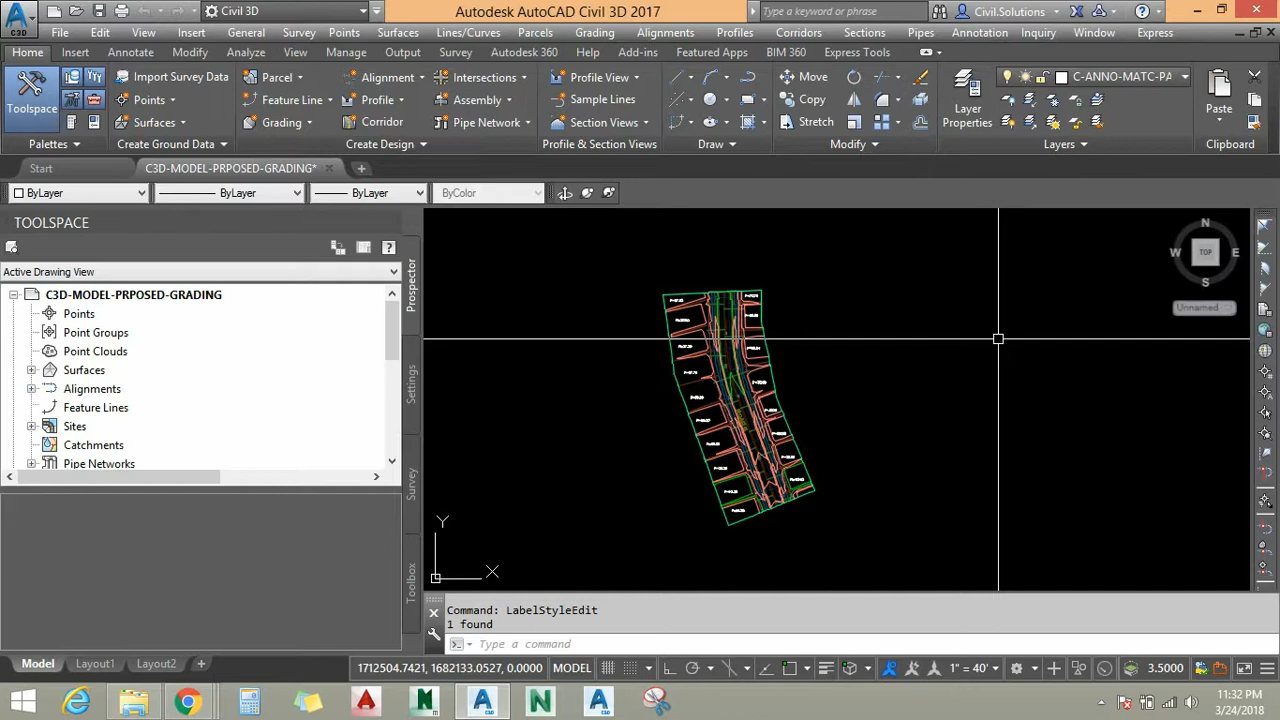 Civil 3D
Autodesk AutoCAD Civil 3D 2017
Type a keyword or phrase
Civil.Solutions
C3D
File Edit View Insert General Survey Points Surfaces Lines/Curves Parcels Grading Alignments Profiles Corridors Sections Pipes Annotation Inquiry Window Express
Home Insert Annotate Modify Analyze View Manage Output Survey Autodesk 360 Help Add-ins Featured Apps BIM 360 Express Tools
Toolspace
Import Survey Data
Points
Surfaces
Parcel
Feature Line
Grading
Alignment
Profile
Corridor
Intersections
Assembly
Pipe Network
Profile View
Sample Lines
Section Views
Move
Copy
Stretch
Layer
Properties
C-ANNO-MATC-PA
Paste
Palettes
Create Ground Data
Create Design
Profile & Section Views
Draw
Modify
Layers
Clipboard
Start
C3D-MODEL-PRPOSED-GRADING*
ByLayer
ByLayer
ByLayer
ByColor
TOOLSPACE
Active Drawing View
C3D-MODEL-PRPOSED-GRADING
Points
Point Groups
Point Clouds
Surfaces
Alignments
Feature Lines
Sites
Catchments
Pipe Networks
Prospector
Settings
Survey
Toolbox
N
W TOP E
S
Unnamed
Y
X
Command: LabelStyleEdit
1 found
Type a command
Model Layout1 Layout2
1712504.7421, 1682133.0527, 0.0000 MODEL
1" = 40'
3.5000
11:32 PM
3/24/2018